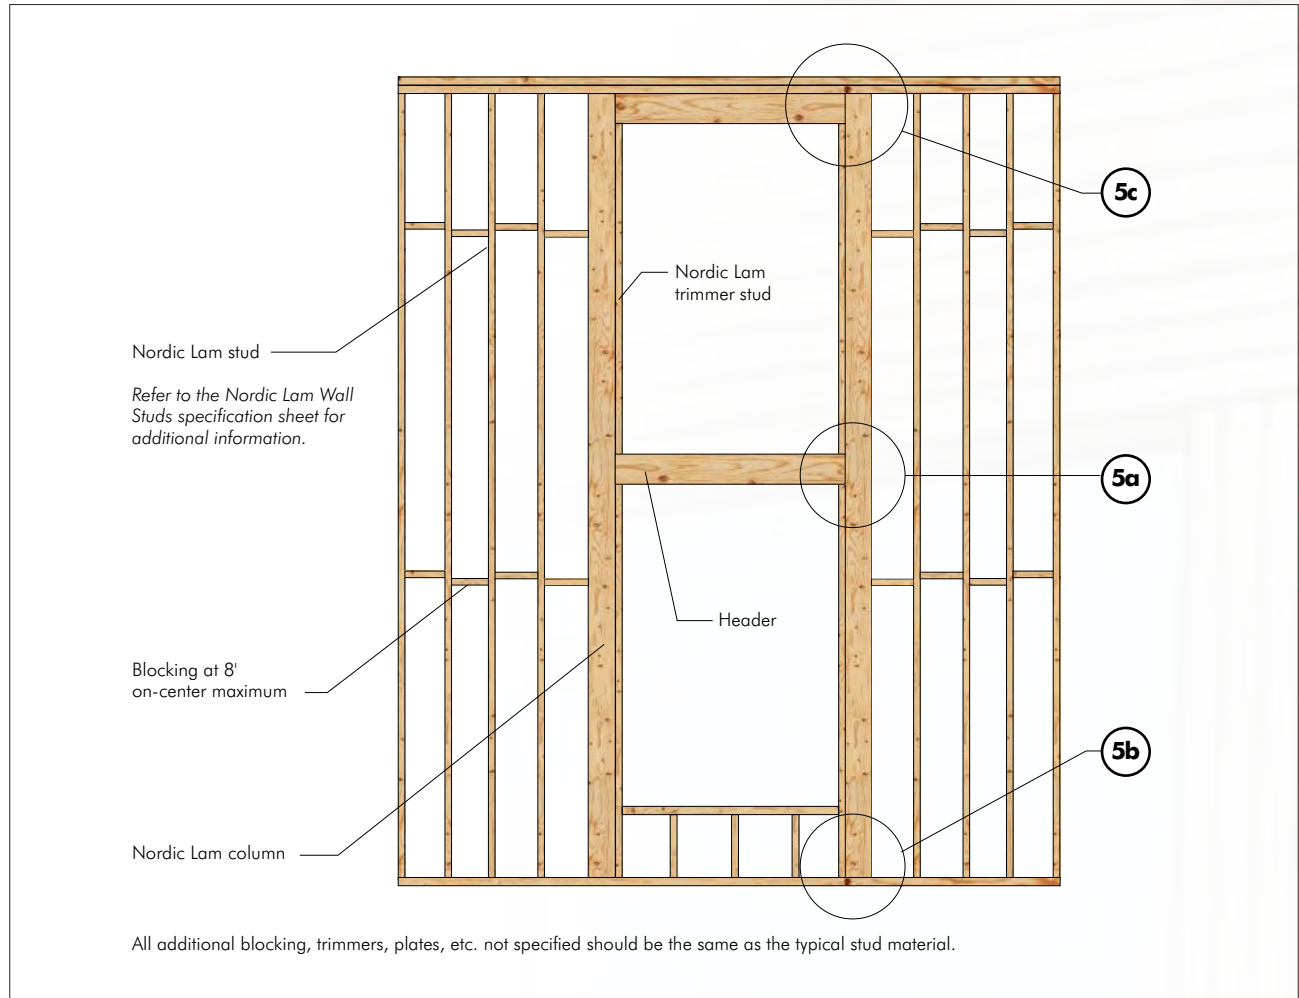 5c
Nordic Lam
trimmer stud
Nordic Lam stud
Refer to the Nordic Lam Wall
Studs specification sheet for
additional information.
5a
Header
Blocking at 8'
on-center maximum
5b
Nordic Lam column
All additional blocking, trimmers, plates, etc. not specified should be the same as the typical stud material.